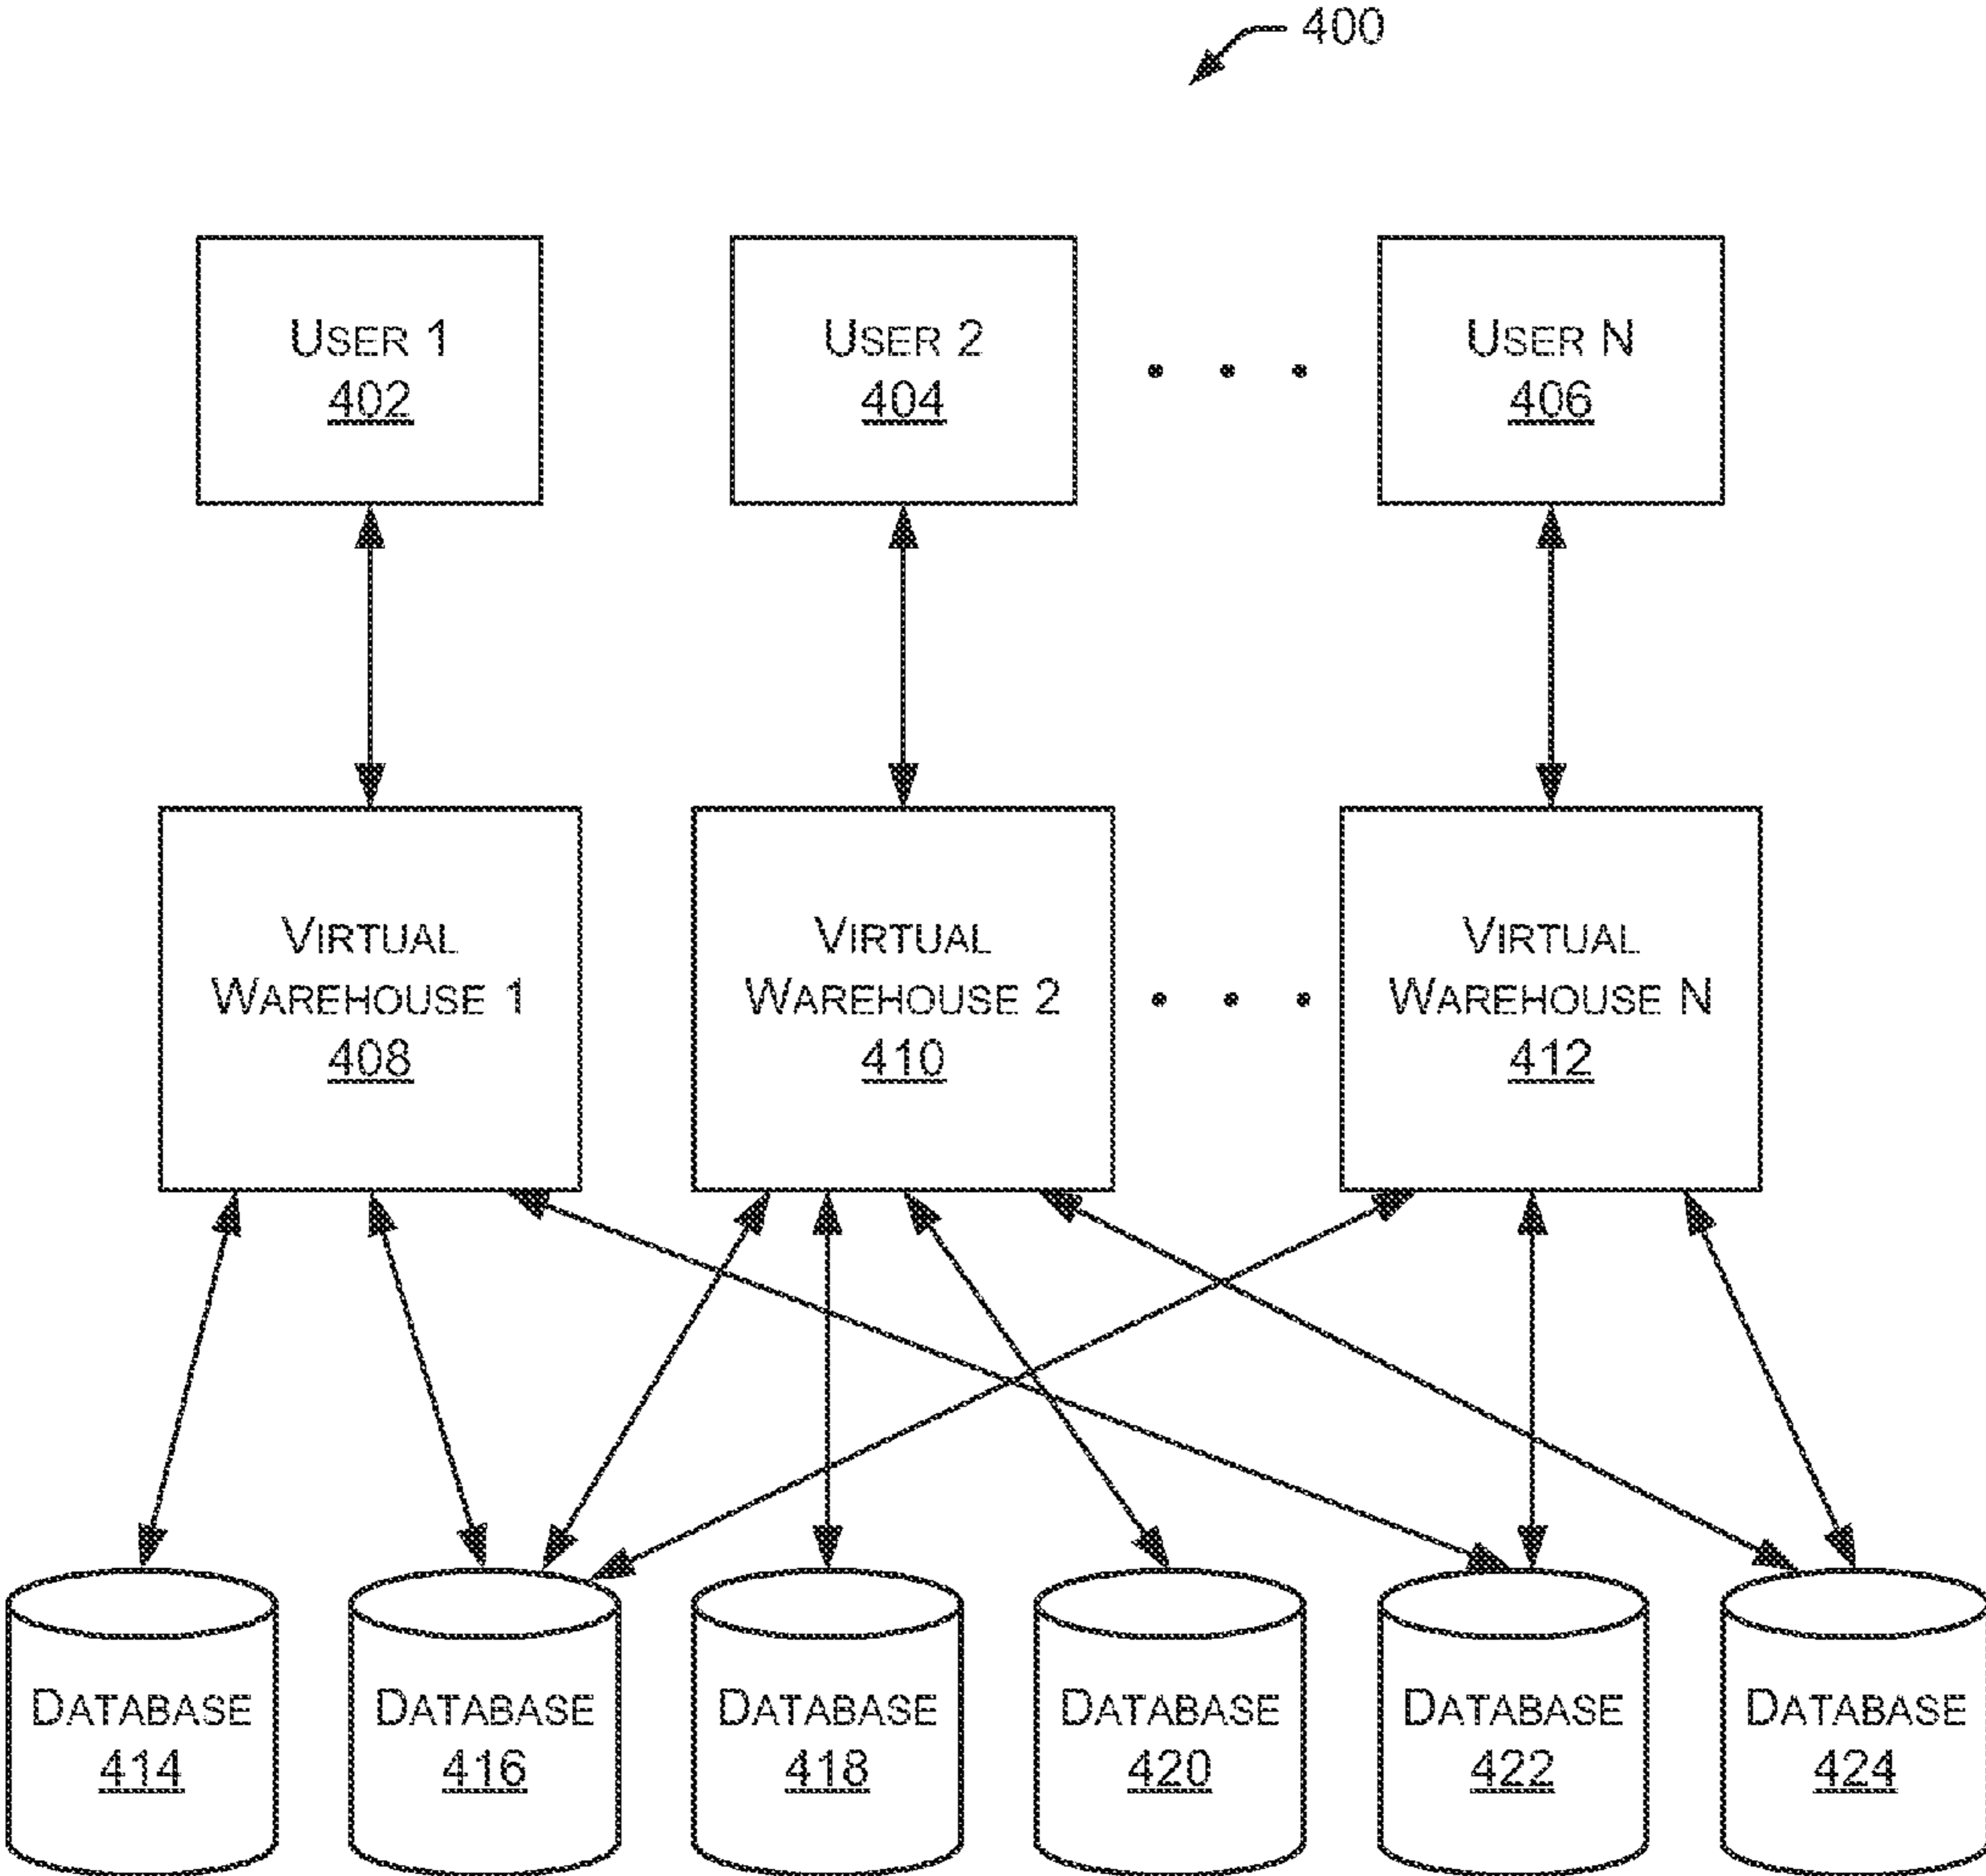 400
USER 1
402
USER 2
404
USER N
406
VIRTUAL
WAREHOUSE 1
408
VIRTUAL
WAREHOUSE 2
410
VIRTUAL
WAREHOUSE N
412
DATABASE
414
DATABASE
416
DATABASE
418
DATABASE
420
DATABASE
422
DATABASE
424